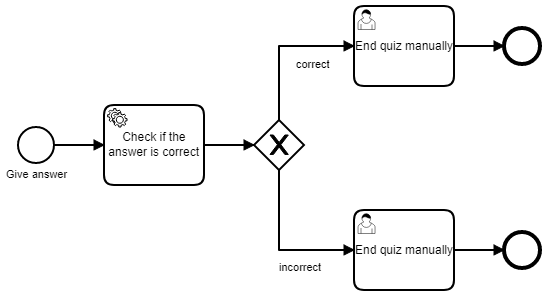 End quiz manually
correct
Check if the
answer is correct
Give answer
End quiz manually
incorrect